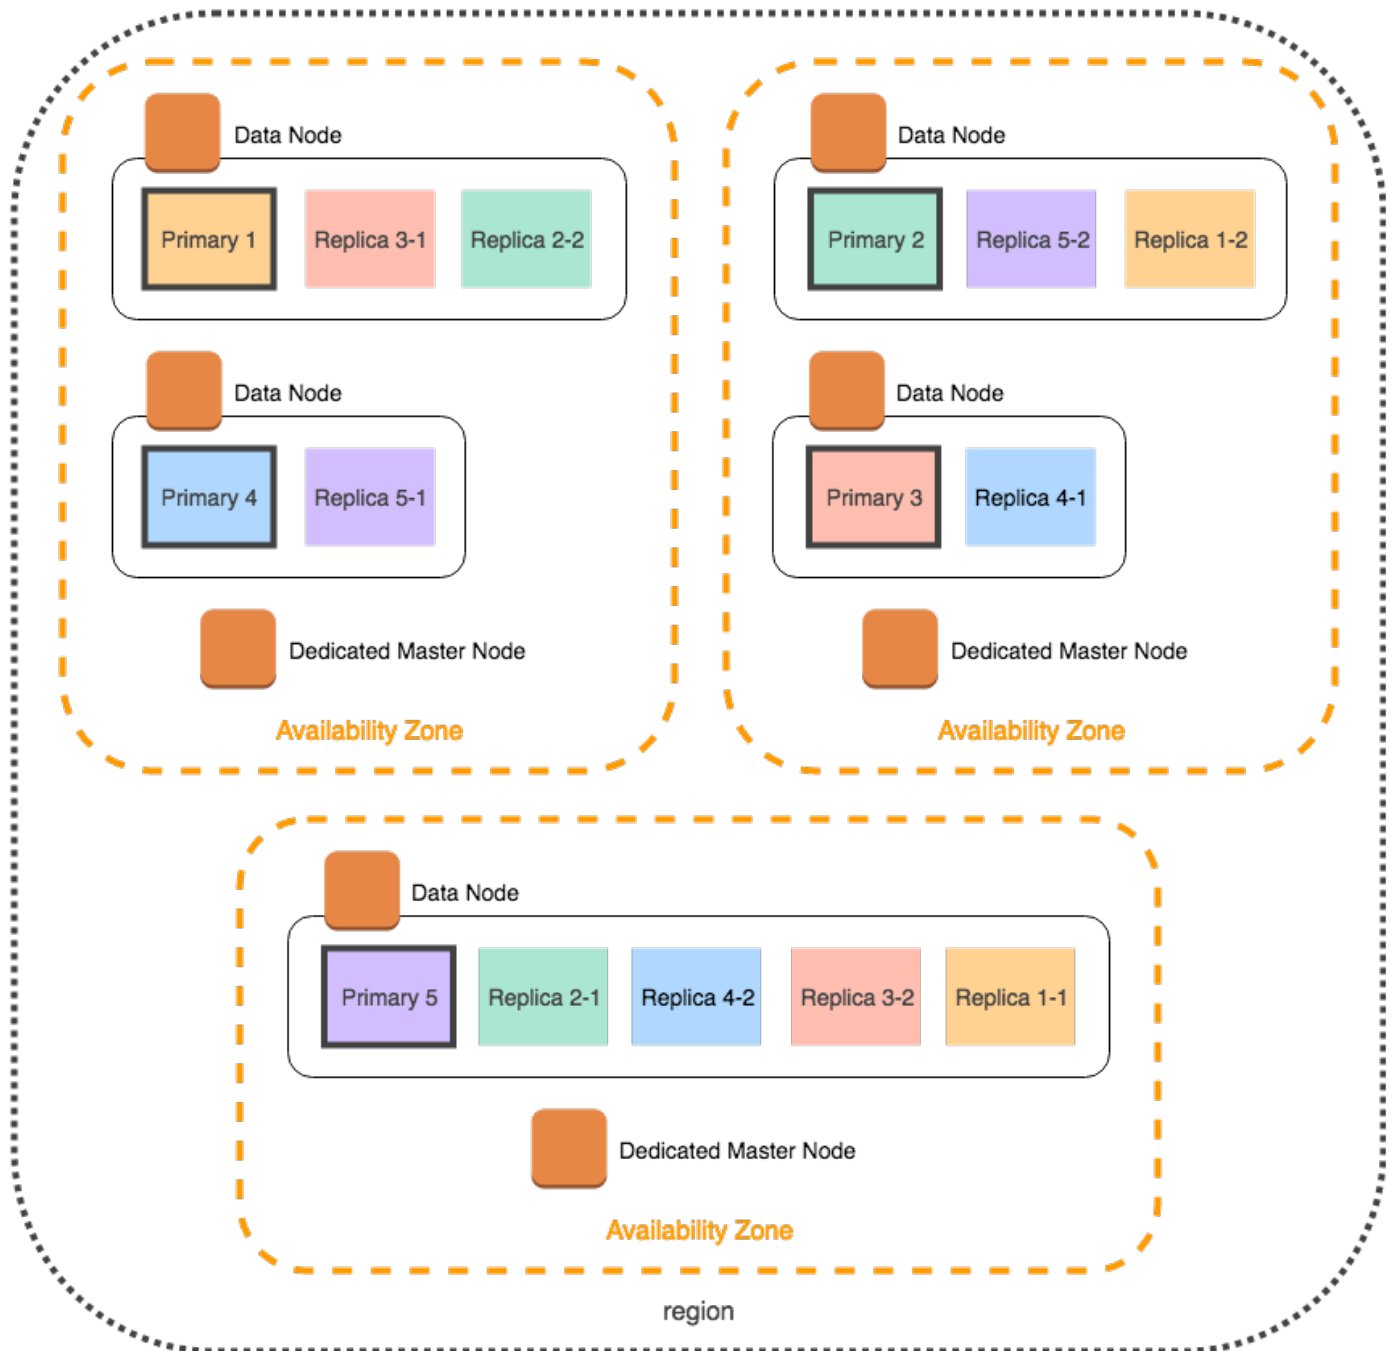 Data Node
Primary 1
Replica 3-1
Replica 2-2
Data Node
Primary 4
Replica 5-1
Dedicated Master Node
Availability Zone
Data Node
Primary 2
Replica 5-2
Replica 1-2
Data Node
Primary 3
Replica 4-1
Dedicated Master Node
Availability Zone
Data Node
Primary 5
Replica 2-1
Replica 4-2
Replica 3-2
Replica 1-1
Dedicated Master Node
Availability Zone
region